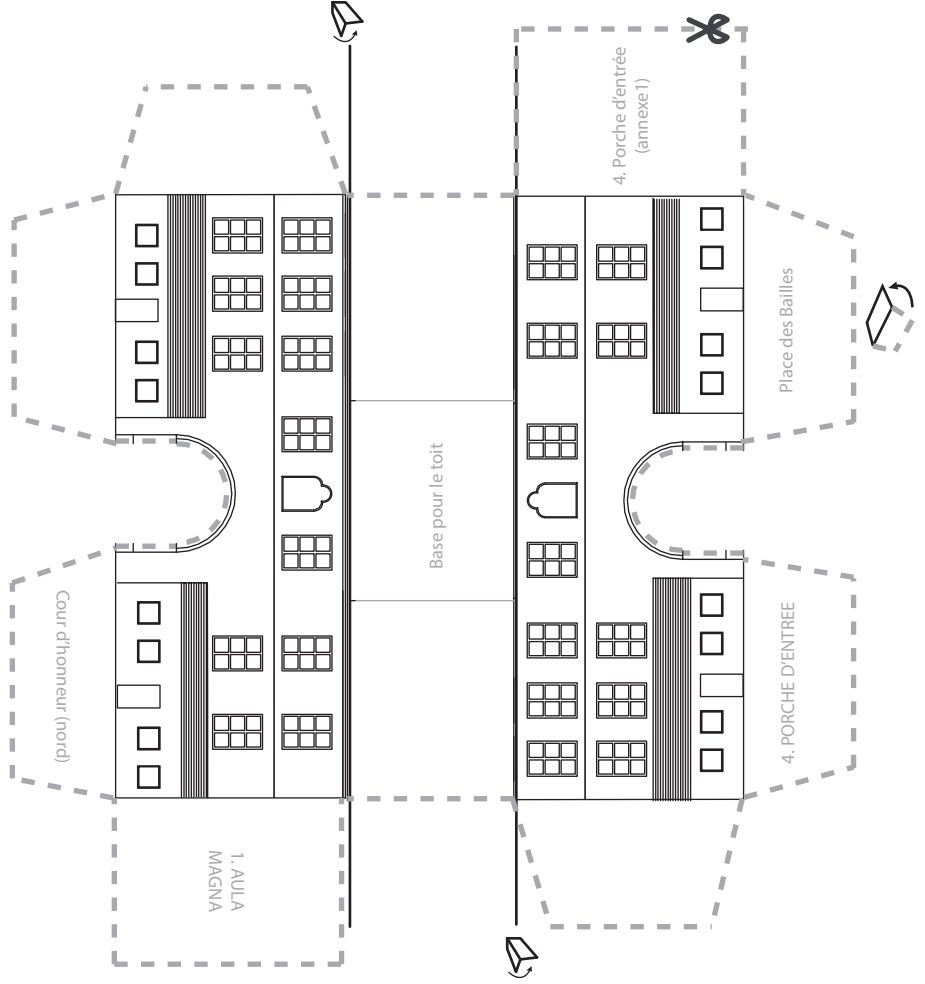 4. Porche d'entrée
(annexe1)
Place des Bailles
Base pour le toit
Cour d'honneur (nord)
4. PORCHE D'ENTREE
1. AULA
MAGNA